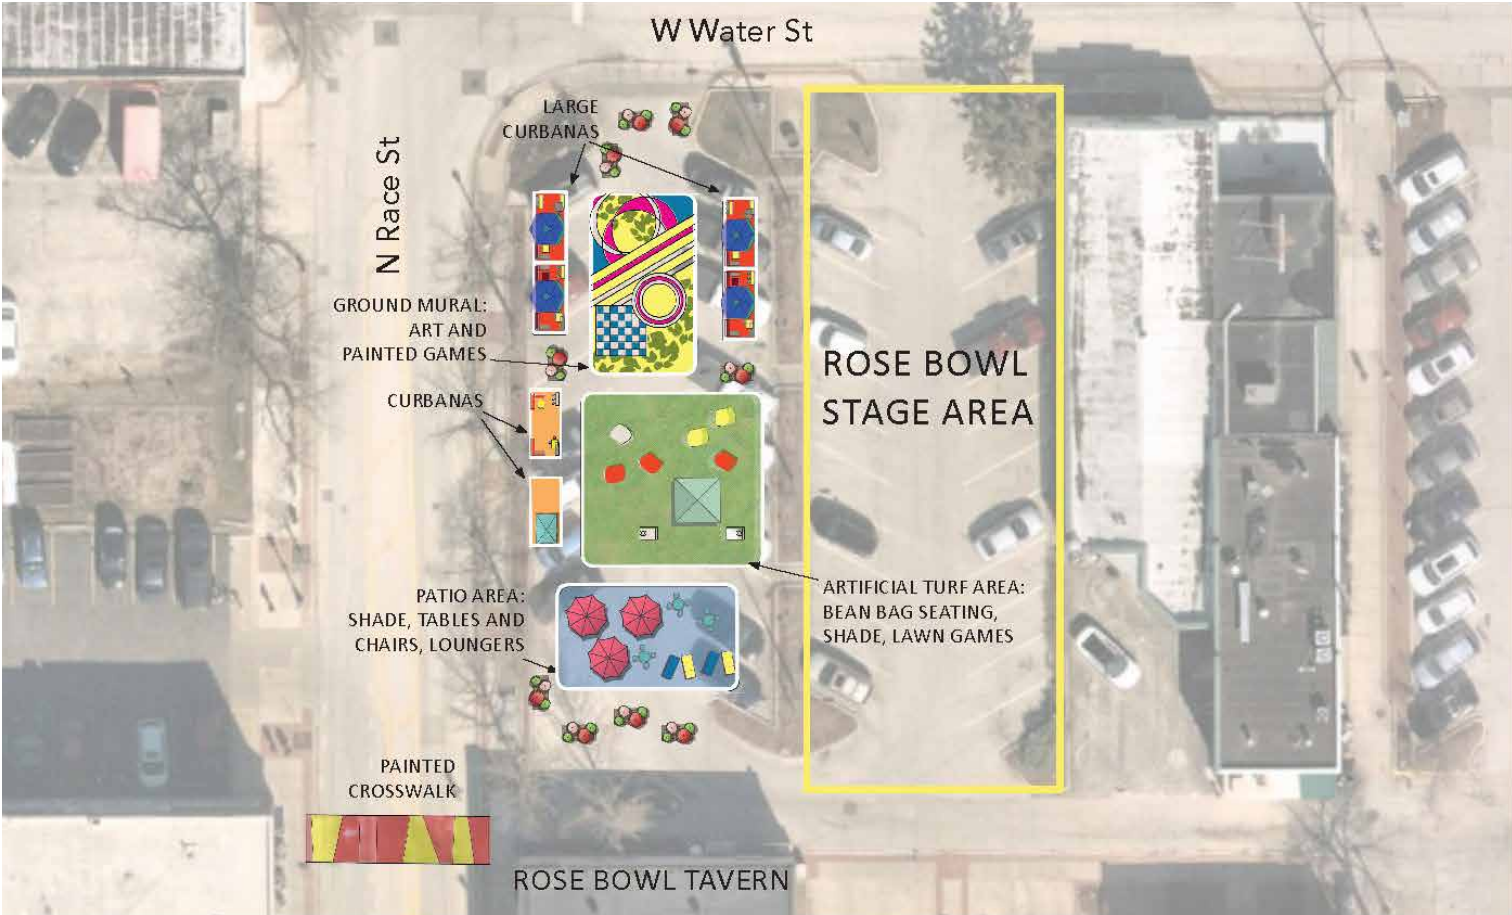 W Water St
N Race St
LARGE
CURBANAS
GROUND MURAL:
ART AND
PAINTED GAMES
CURBANAS
ROSE BOWL
STAGE AREA
ARTIFICIAL TURF AREA:
BEAN BAG SEATING,
SHADE, LAWN GAMES
PATIO AREA:
SHADE, TABLES AND
CHAIRS, LOUNGERS
PAINTED
CROSSWALK
ROSE BOWL TAVERN